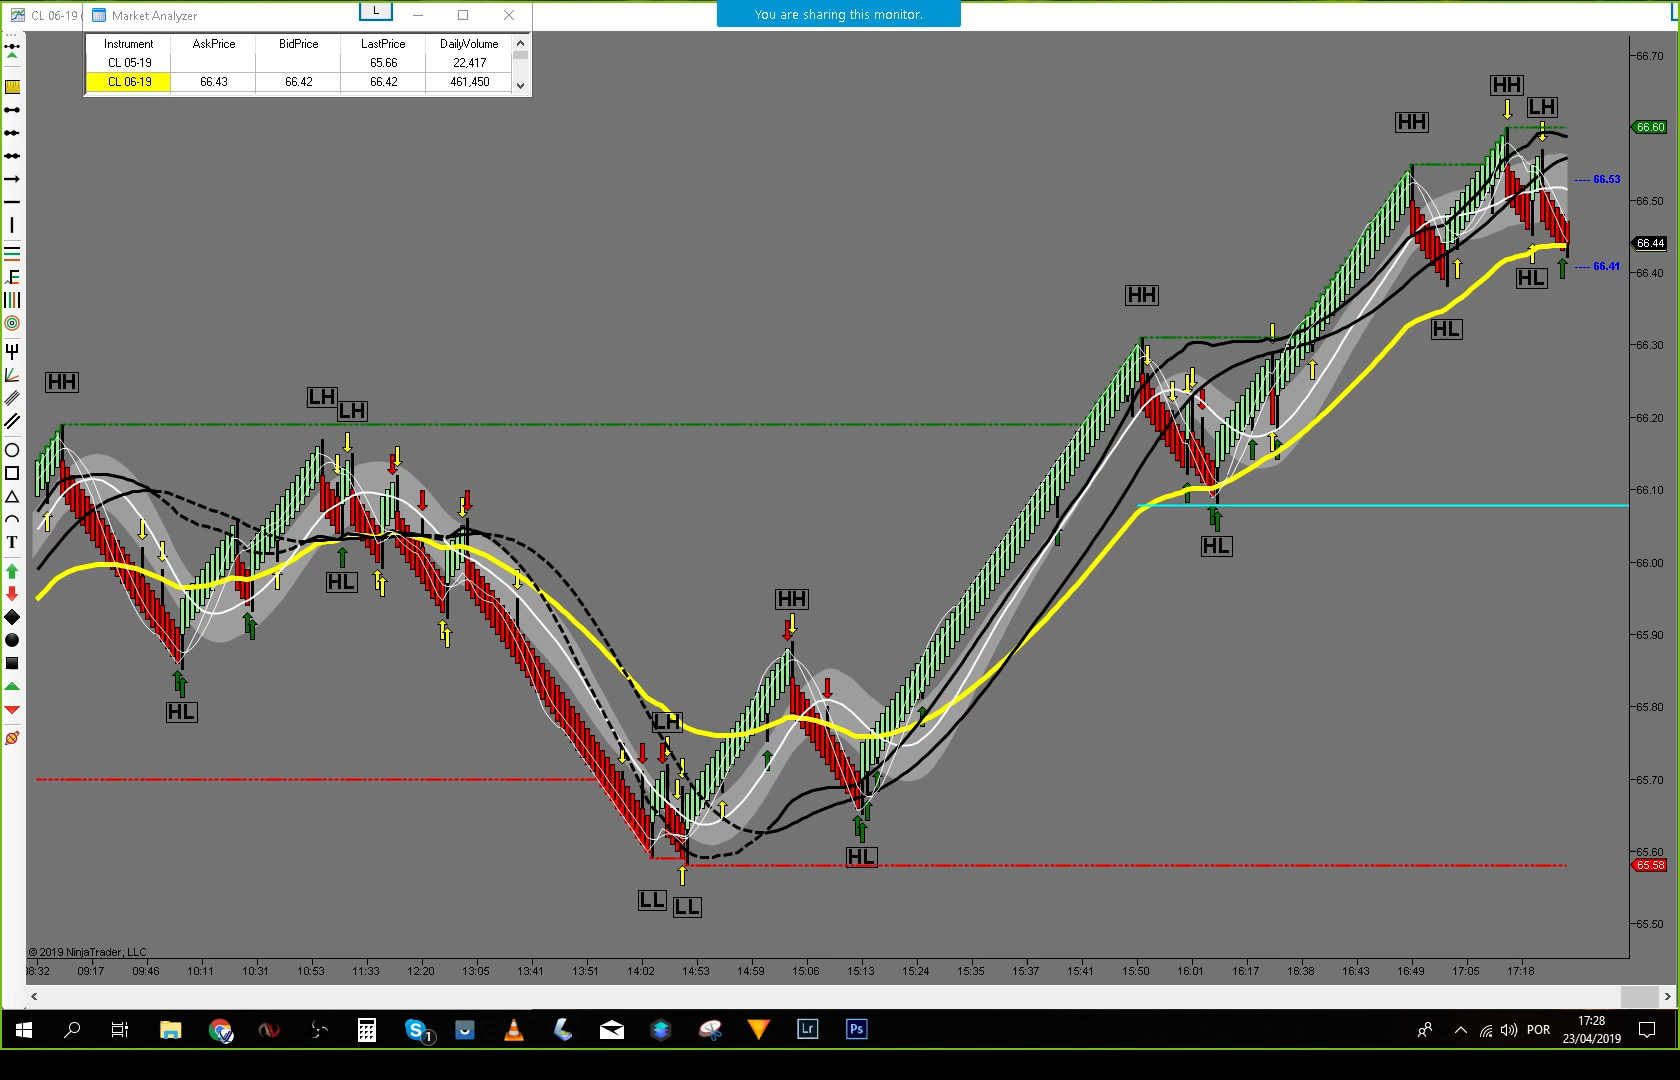 CL 06-19 (
Market Analyzer
L
You are sharing this monitor.
Instrument AskPrice BidPrice LastPrice DailyVolume
CL 05-19 65.66 22,417
CL 06-19 66.43 66.42 66.42 461,450
66.70
HH
HH
LH
HH
66.60
66.53
66.50
66.44
66.41
66.40
HL
HL
HH
66.30
HH
LH
LH
66.20
66.10
HL
66.00
HL
HH
65.90
HL
LH
65.80
65.70
HL
65.60
65.58
LL
LL
65.50
© 2019 NinjaTrader, LLC
08:32 09:17 09:46 10:11 10:31 10:53 11:33 12:20 13:05 13:41 13:51 14:02 14:53 14:59 15:06 15:13 15:24 15:35 15:37 15:41 15:50 16:01 16:17 16:38 16:43 16:49 17:05 17:18
T
1
Lr
Ps
POR
17:28
23/04/2019